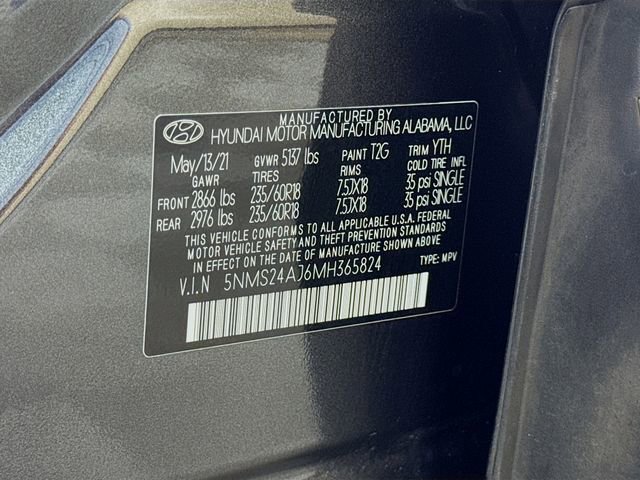 MANUFACTURED BY
HYUNDAI MOTOR MANUFACTURING ALABAMA, LLC
May/13/21 GVWR 5137 lbs PAINT T2G TRIM YTH
GAWR TIRES RIMS COLD TIRE INFL
FRONT 2866 lbs 235/60R18 7.5JX18 35 psi SINGLE
REAR 2976 lbs 235/60R18 7.5JX18 35 psi SINGLE
THIS VEHICLE CONFORMS TO ALL APPLICABLE U.S.A. FEDERAL
MOTOR VEHICLE SAFETY AND THEFT PREVENTION STANDARDS
IN EFFECT ON THE DATE OF MANUFACTURE SHOWN ABOVE.
V.I.N 5NMS24AJ6MH365824 TYPE: MPV